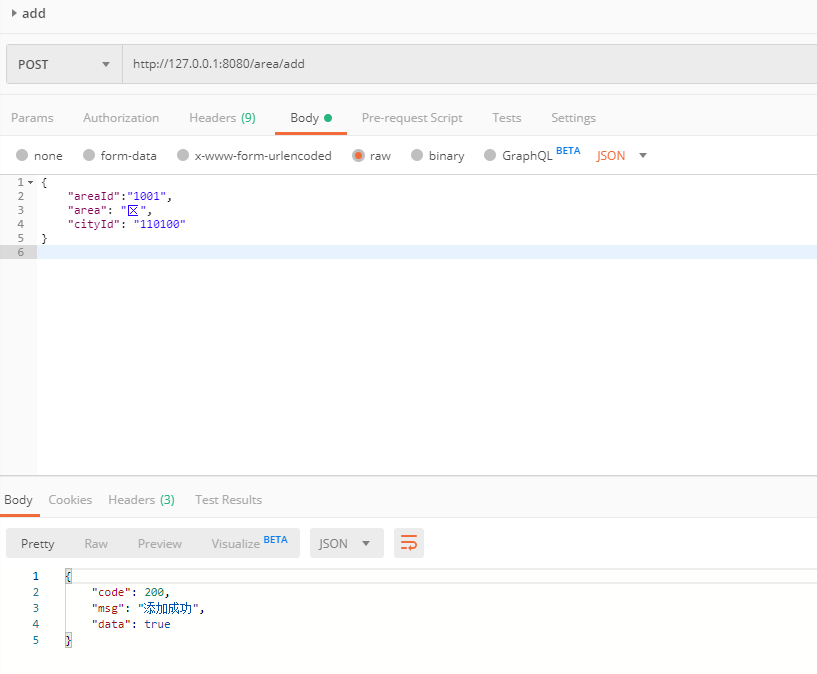 add
POST http://127.0.0.1:8080/area/add
Params Authorization Headers (9) Body Pre-request Script Tests Settings
none form-data x-www-form-urlencoded raw binary GraphQL BETA JSON
1 {
2 "areaId":"1001",
3 "area": "区",
4 "cityId": "110100"
5 }
6
Body Cookies Headers (3) Test Results
Pretty Raw Preview Visualize BETA JSON
1 {
2 "code": 200,
3 "msg": "添加成功",
4 "data": true
5 }